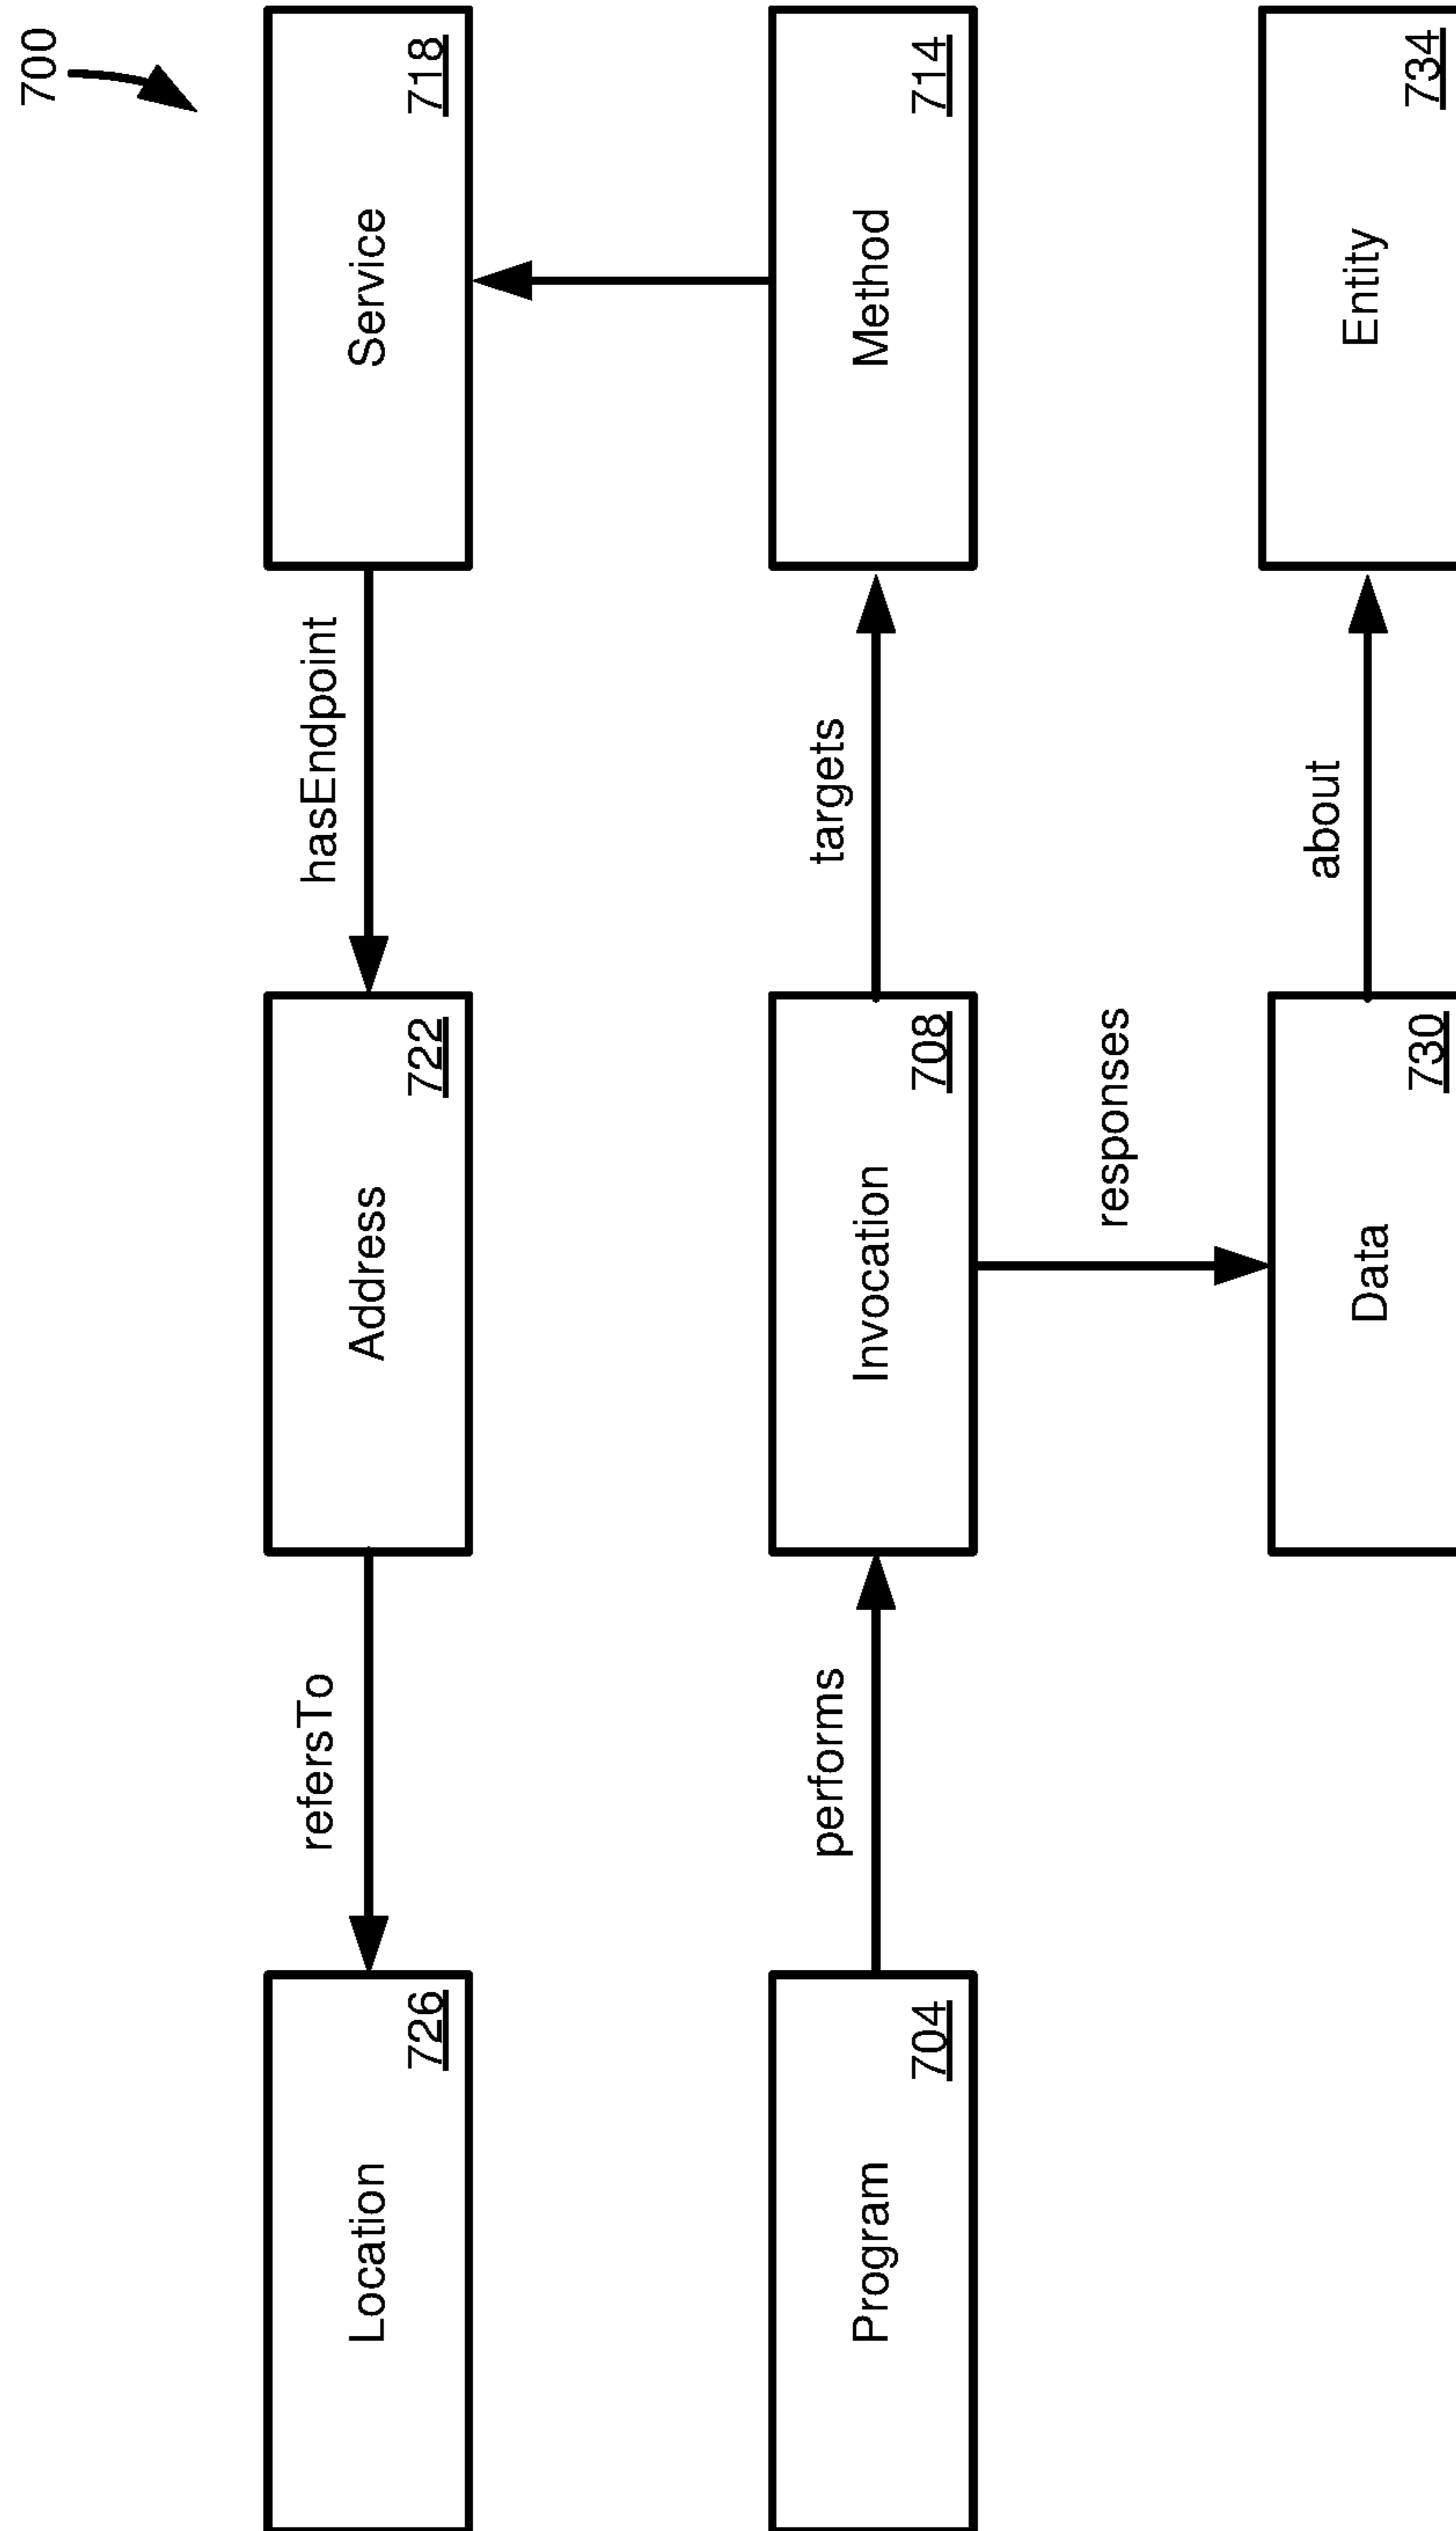 700
Location
726
refersTo
Address
722
hasEndpoint
Service
718
Program
704
performs
Invocation
708
targets
Method
714
responses
Data
730
about
Entity
734